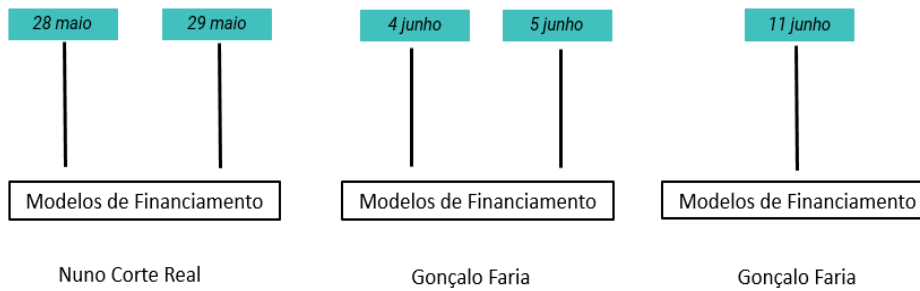 28 maio
29 maio
4 junho
5 junho
11 junho
Modelos de Financiamento
Modelos de Financiamento
Modelos de Financiamento
Nuno Corte Real
Gonçalo Faria
Gonçalo Faria